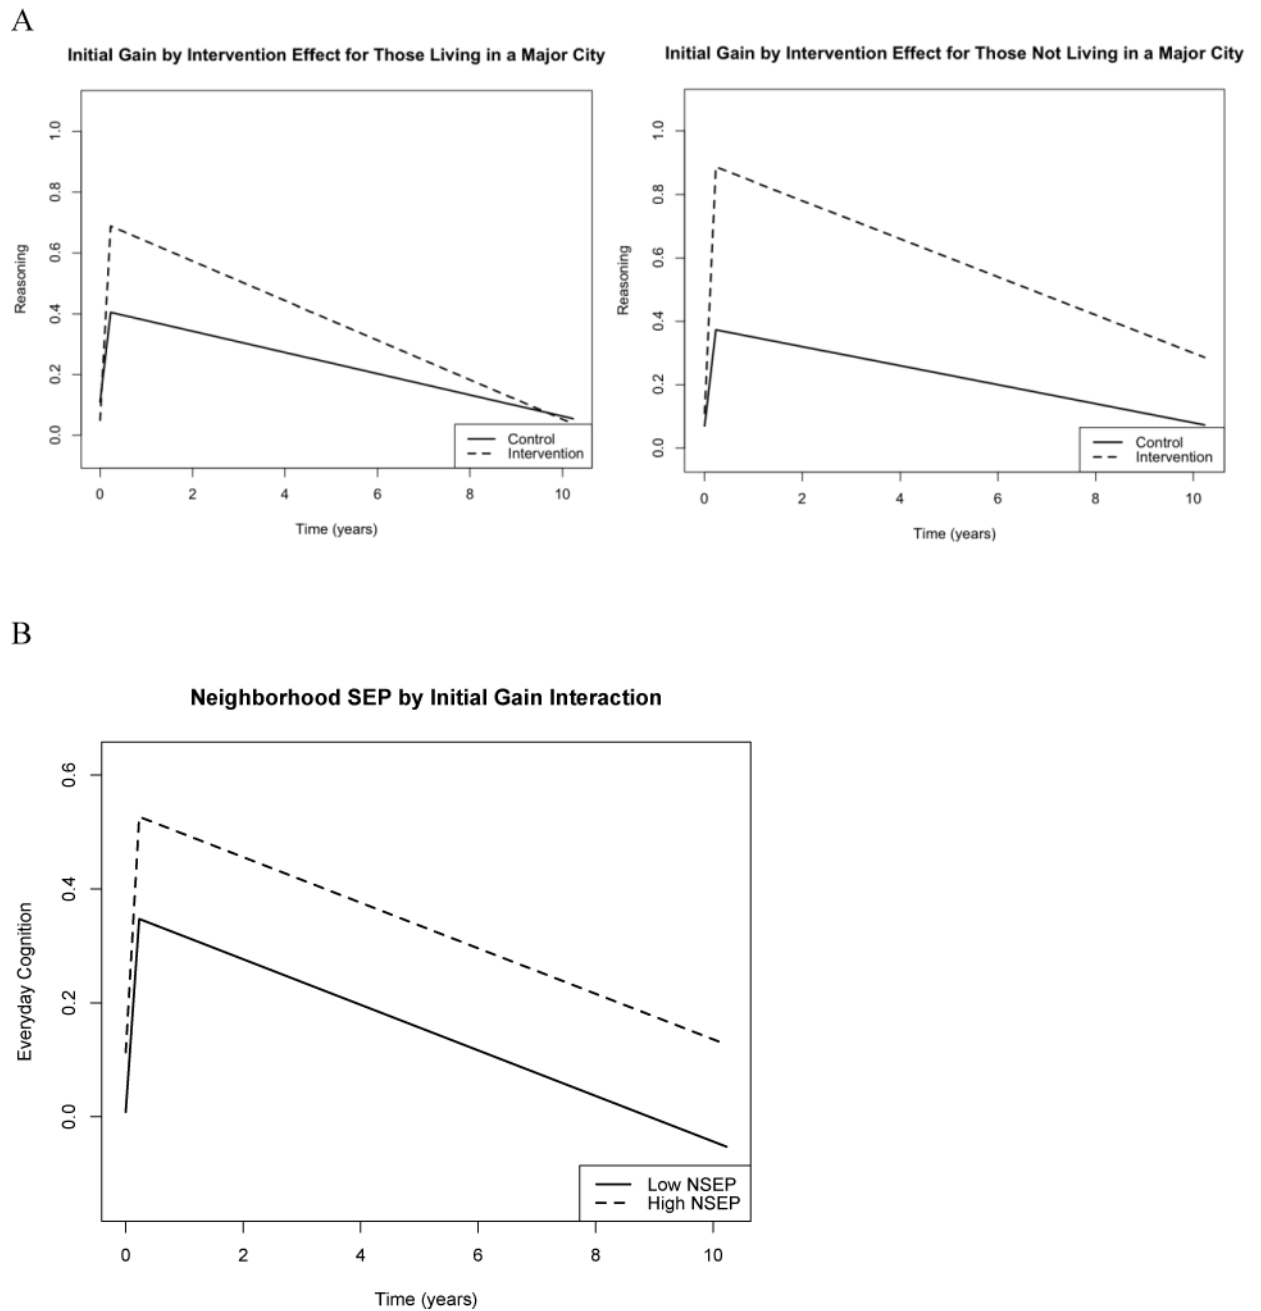 A
Initial Gain by Intervention Effect for Those Living in a Major City
Reasoning
1.0
0.8
0.6
0.4
0.2
0.0
Control
Intervention
0 2 4 6 8 10
Time (years)
Initial Gain by Intervention Effect for Those Not Living in a Major City
Reasoning
1.0
0.8
0.6
0.4
0.2
0.0
Control
Intervention
0 2 4 6 8 10
Time (years)
B
Neighborhood SEP by Initial Gain Interaction
Everyday Cognition
0.6
0.4
0.2
0.0
Low NSEP
High NSEP
0 2 4 6 8 10
Time (years)